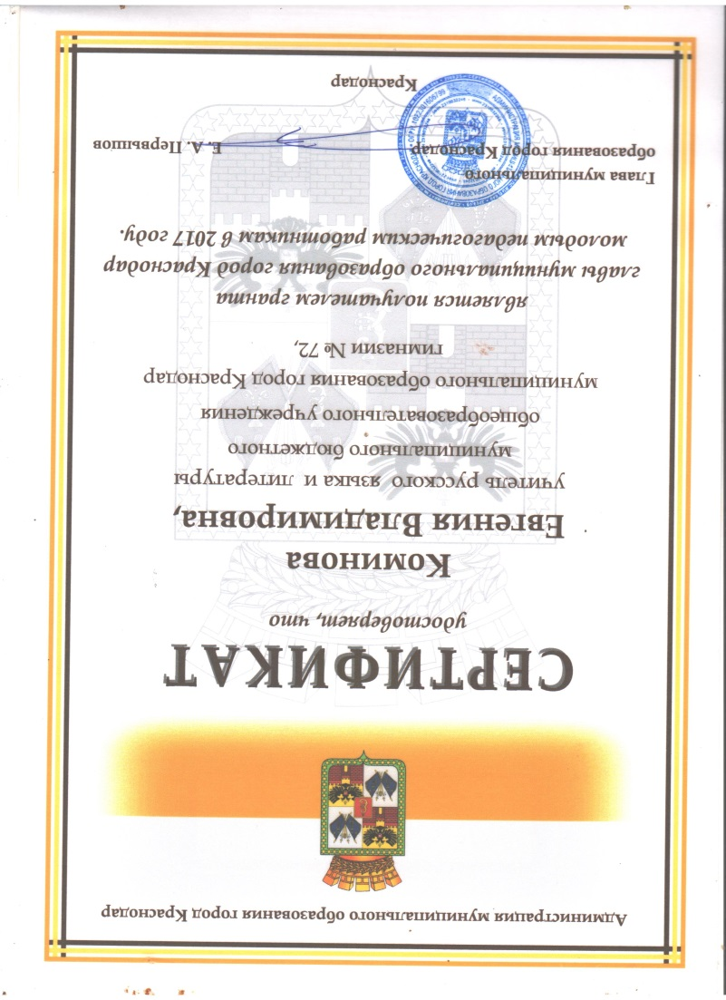 Администрация муниципального образования город Краснодар
СЕРТИФИКАТ
удостоверяет, что
Коминова
Евгения Владимировна,
учитель русского языка и литературы
муниципального бюджетного
общеобразовательного учреждения
муниципального образования город Краснодар
гимназии № 72,
является получателем гранта
главы муниципального образования город Краснодар
молодым педагогическим работникам в 2017 году.
Глава муниципального
образования город Краснодар
Е.А. Первышов
Краснодар